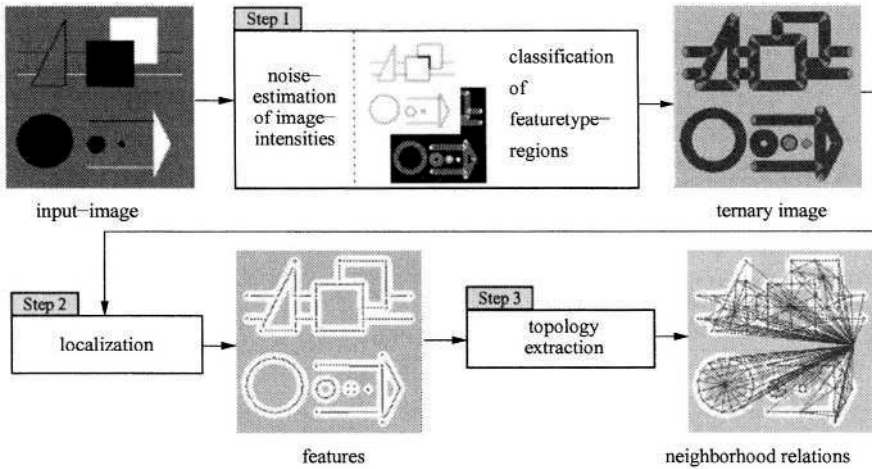 Step 1
noise–
estimation
of image–
intensities
classification
of
featuretype–
regions
input–image
ternary image
Step 2
localization
Step 3
topology
extraction
features
neighborhood relations